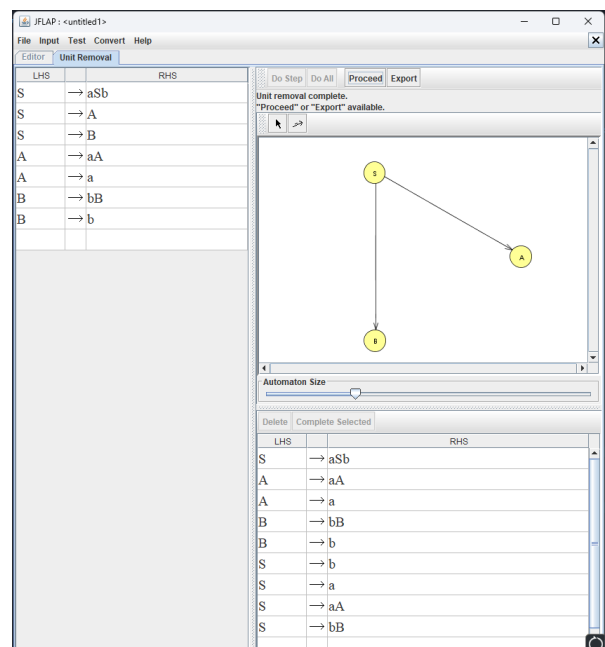 JFLAP : <untitled1>
File Input Test Convert Help
Editor Unit Removal
LHS RHS
S → aSb
S → A
S → B
A → aA
A → a
B → bB
B → b
Do Step Do All Proceed Export
Unit removal complete.
"Proceed" or "Export" available.
S
A
B
Automaton Size
Delete Complete Selected
LHS RHS
S → aSb
A → aA
A → a
B → bB
B → b
S → b
S → a
S → aA
S → bB